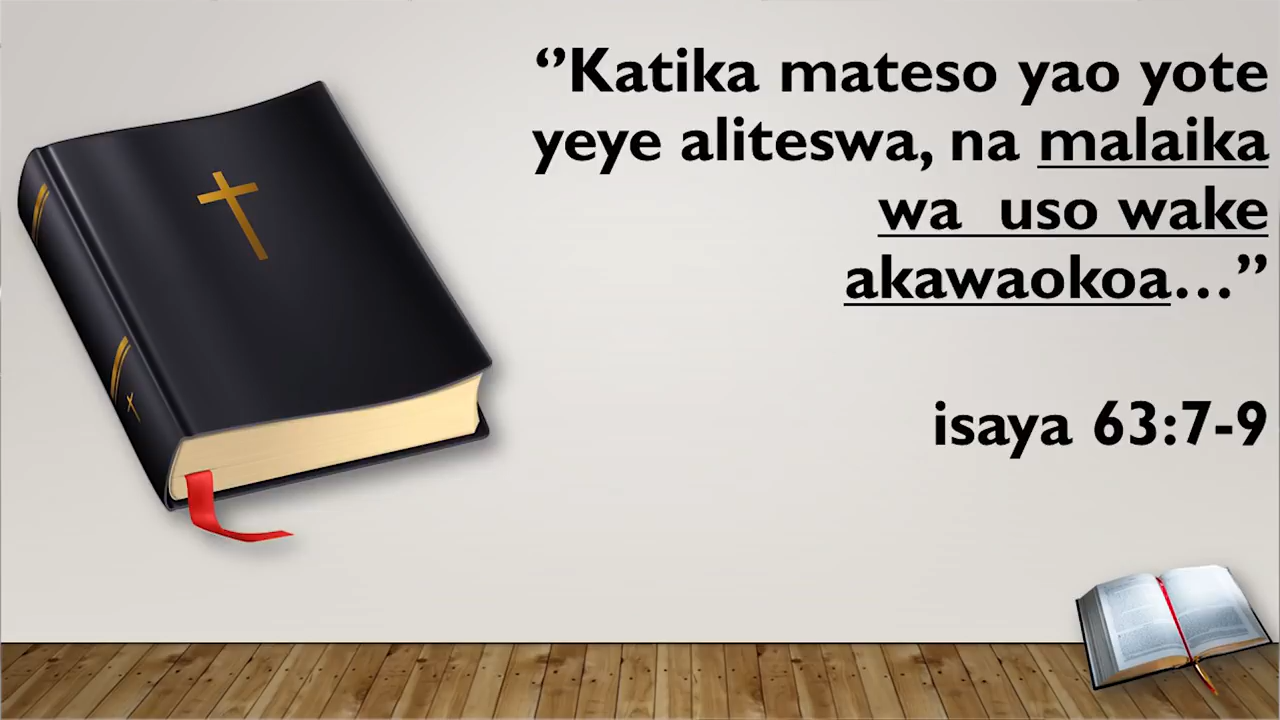 ‘’Katika mateso yao yote
yeye aliteswa, na malaika
wa  uso wake
akawaokoa…’’
isaya 63:7-9